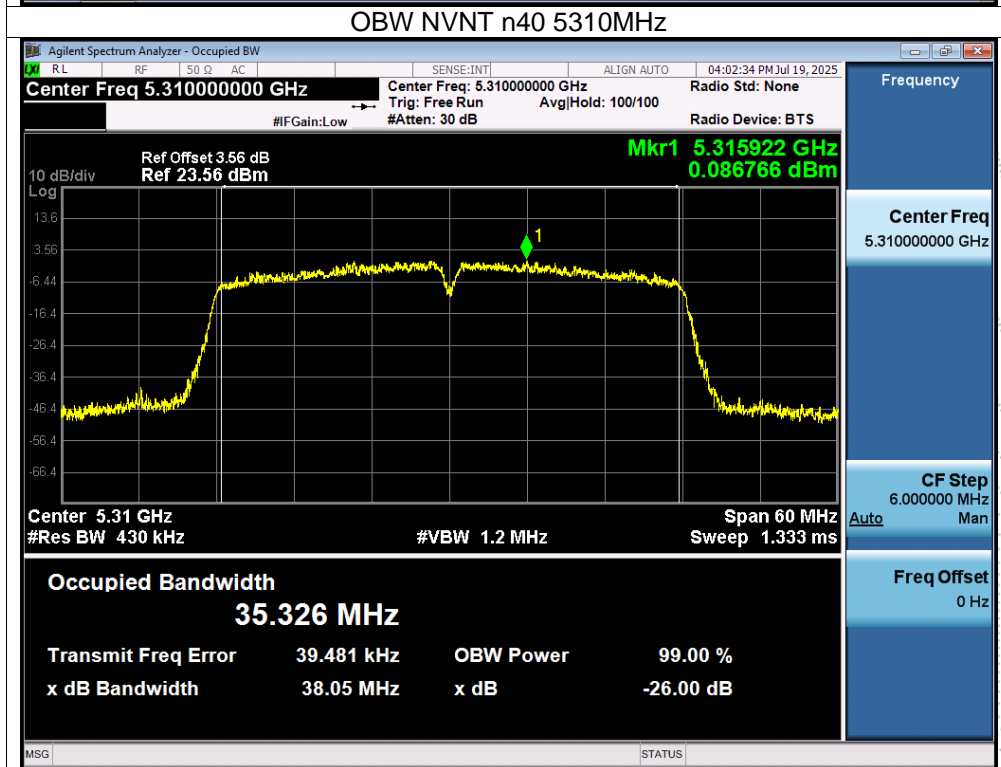 OBW NVNT n40 5310MHz
Agilent Spectrum Analyzer - Occupied BW
LXI RL RF 50 Ω AC SENSE:INT ALIGN AUTO 04:02:34 PM Jul 19, 2025
Center Freq 5.310000000 GHz
Center Freq: 5.310000000 GHz
Radio Std: None
Trig: Free Run Avg|Hold: 100/100
#IFGain:Low #Atten: 30 dB Radio Device: BTS
Frequency
Mkr1 5.315922 GHz
0.086766 dBm
Ref Offset 3.56 dB
10 dB/div Ref 23.56 dBm
Log
13.6
3.56
-6.44
-16.4
-26.4
-36.4
-46.4
-56.4
-66.4
1
Center 5.31 GHz Span 60 MHz
#Res BW 430 kHz #VBW 1.2 MHz Sweep 1.333 ms
Center Freq
5.310000000 GHz
CF Step
6.000000 MHz
Auto Man
Freq Offset
0 Hz
Occupied Bandwidth
35.326 MHz
Transmit Freq Error 39.481 kHz OBW Power 99.00 %
x dB Bandwidth 38.05 MHz x dB -26.00 dB
MSG STATUS